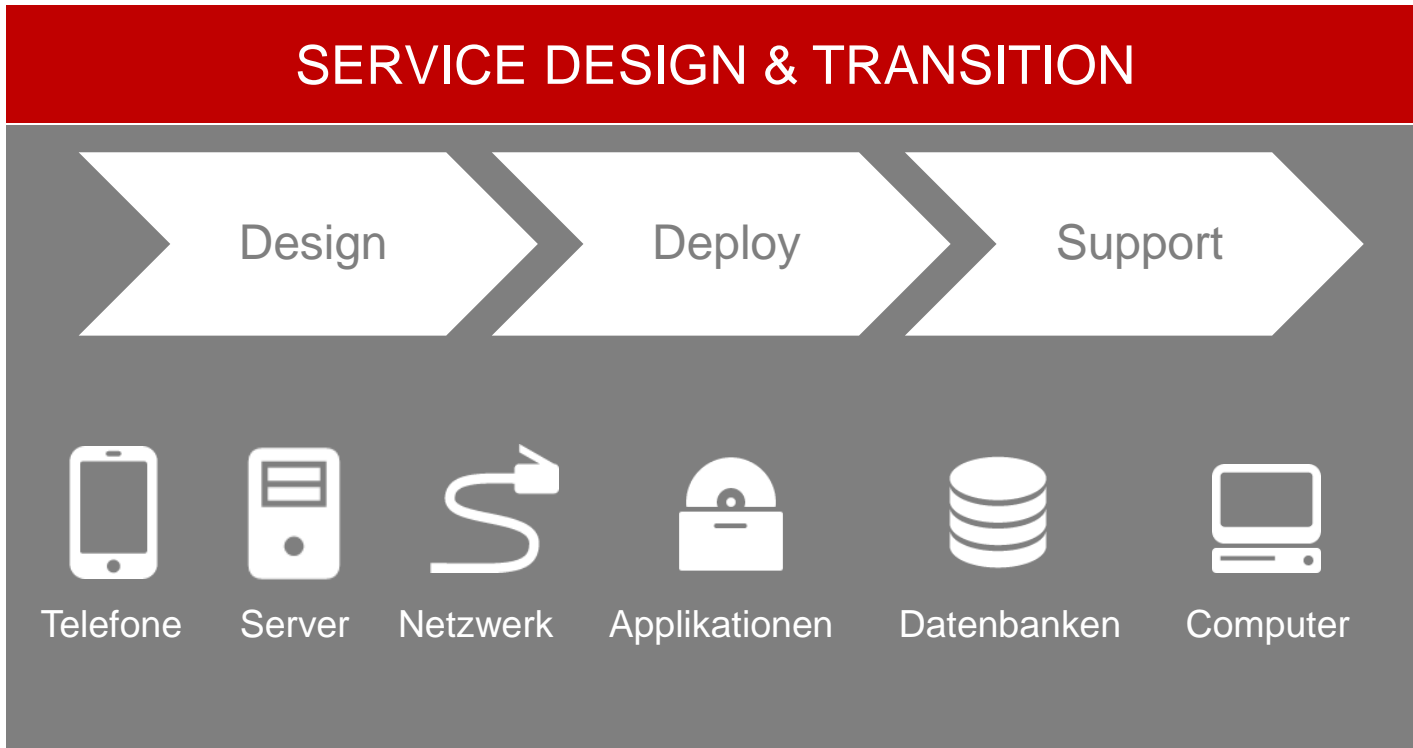 SERVICE DESIGN & TRANSITION
Design Deploy Support
Telefone Server Netzwerk Applikationen Datenbanken Computer